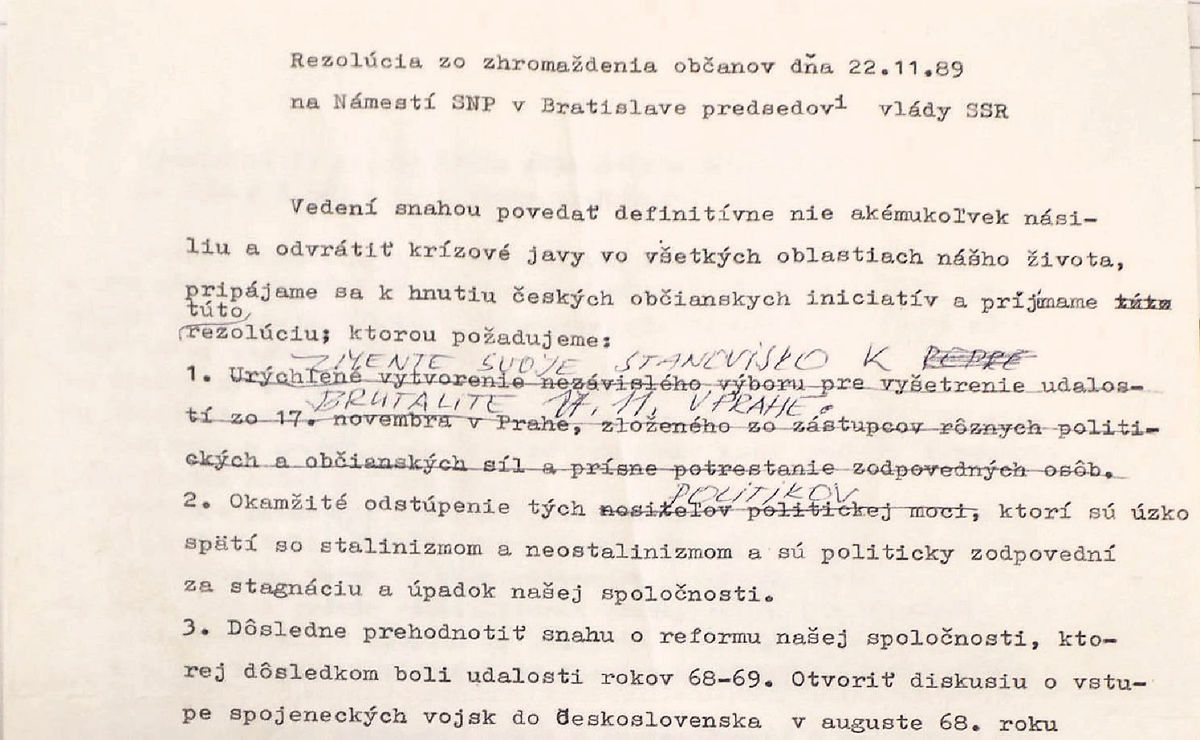 Rezolúcia zo zhromaždenia občanov dňa 22.11.89
na Námestí SNP v Bratislave predsedovi vlády SSR
Vedení snahou povedať definitívne nie akémukoľvek nási-
liu a odvrátiť krízové javy vo všetkých oblastiach nášho života,
pripájame sa k hnutiu českých občianskych iniciatív a príjmame túto
túto
rezolúciu; ktorou požadujeme:
ZMENTE SVOJE STANOVISKO K
1. Urýchlené vytvorenie nezávislého výboru pre vyšetrenie udalos-
BRUTALITE 17. 11. V PRAHE.
tí zo 17. novembra v Prahe, zloženého zo zástupcov rôznych politi-
ckých a občianských síl a prísne potrestanie zodpovedných osôb.
POLITIKOV
2. Okamžité odstúpenie tých nositeľov politickej moci, ktorí sú úzko
spätí so stalinizmom a neostalinizmom a sú politicky zodpovední
za stagnáciu a úpadok našej spoločnosti.
3. Dôsledne prehodnotiť snahu o reformu našej spoločnosti, kto-
rej dôsledkom boli udalosti rokov 68-69. Otvoriť diskusiu o vstu-
pe spojeneckých vojsk do Československa v auguste 68. roku